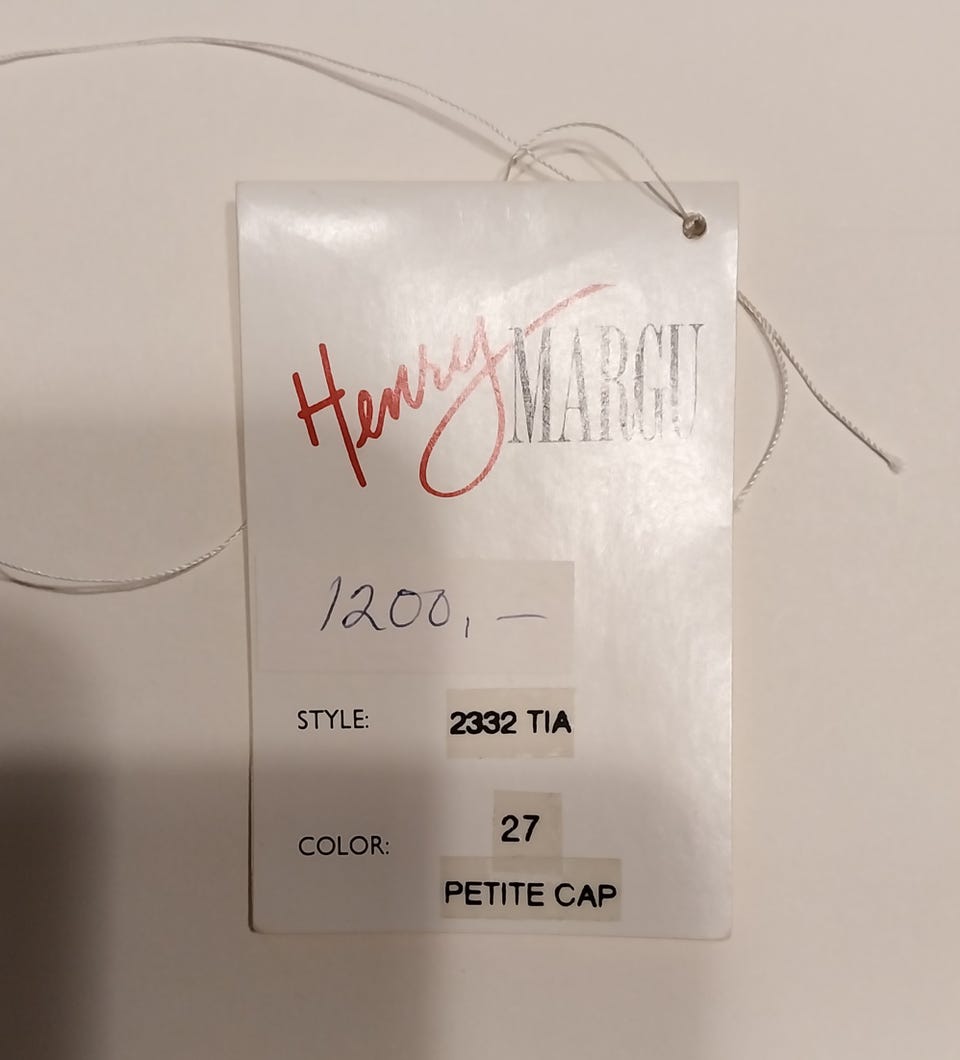 Henry MARGU
1200,—
STYLE: 2332 TIA
COLOR: 27
PETITE CAP